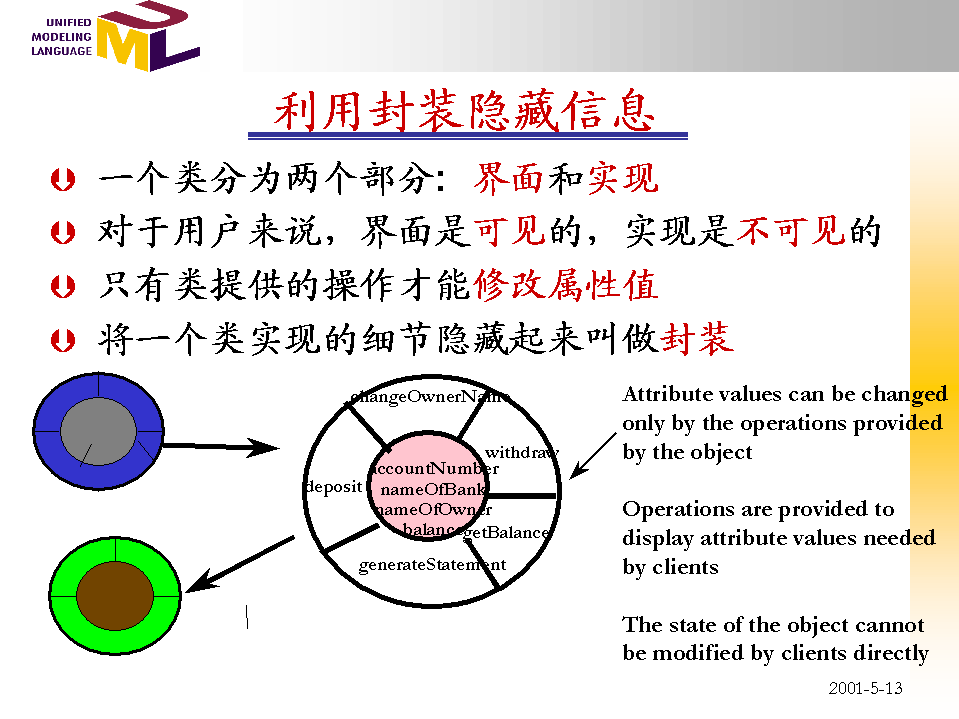 UNIFIED
MODELING
LANGUAGE
UML
利用封装隐藏信息
一个类分为两个部分：界面和实现
对于用户来说，界面是可见的，实现是不可见的
只有类提供的操作才能修改属性值
将一个类实现的细节隐藏起来叫做封装
changeOwnerName
withdraw
deposit
accountNumber
nameOfBank
nameOfOwner
balance
getBalance
generateStatement
Attribute values can be changed
only by the operations provided
by the object
Operations are provided to
display attribute values needed
by clients
The state of the object cannot
be modified by clients directly
2001-5-13